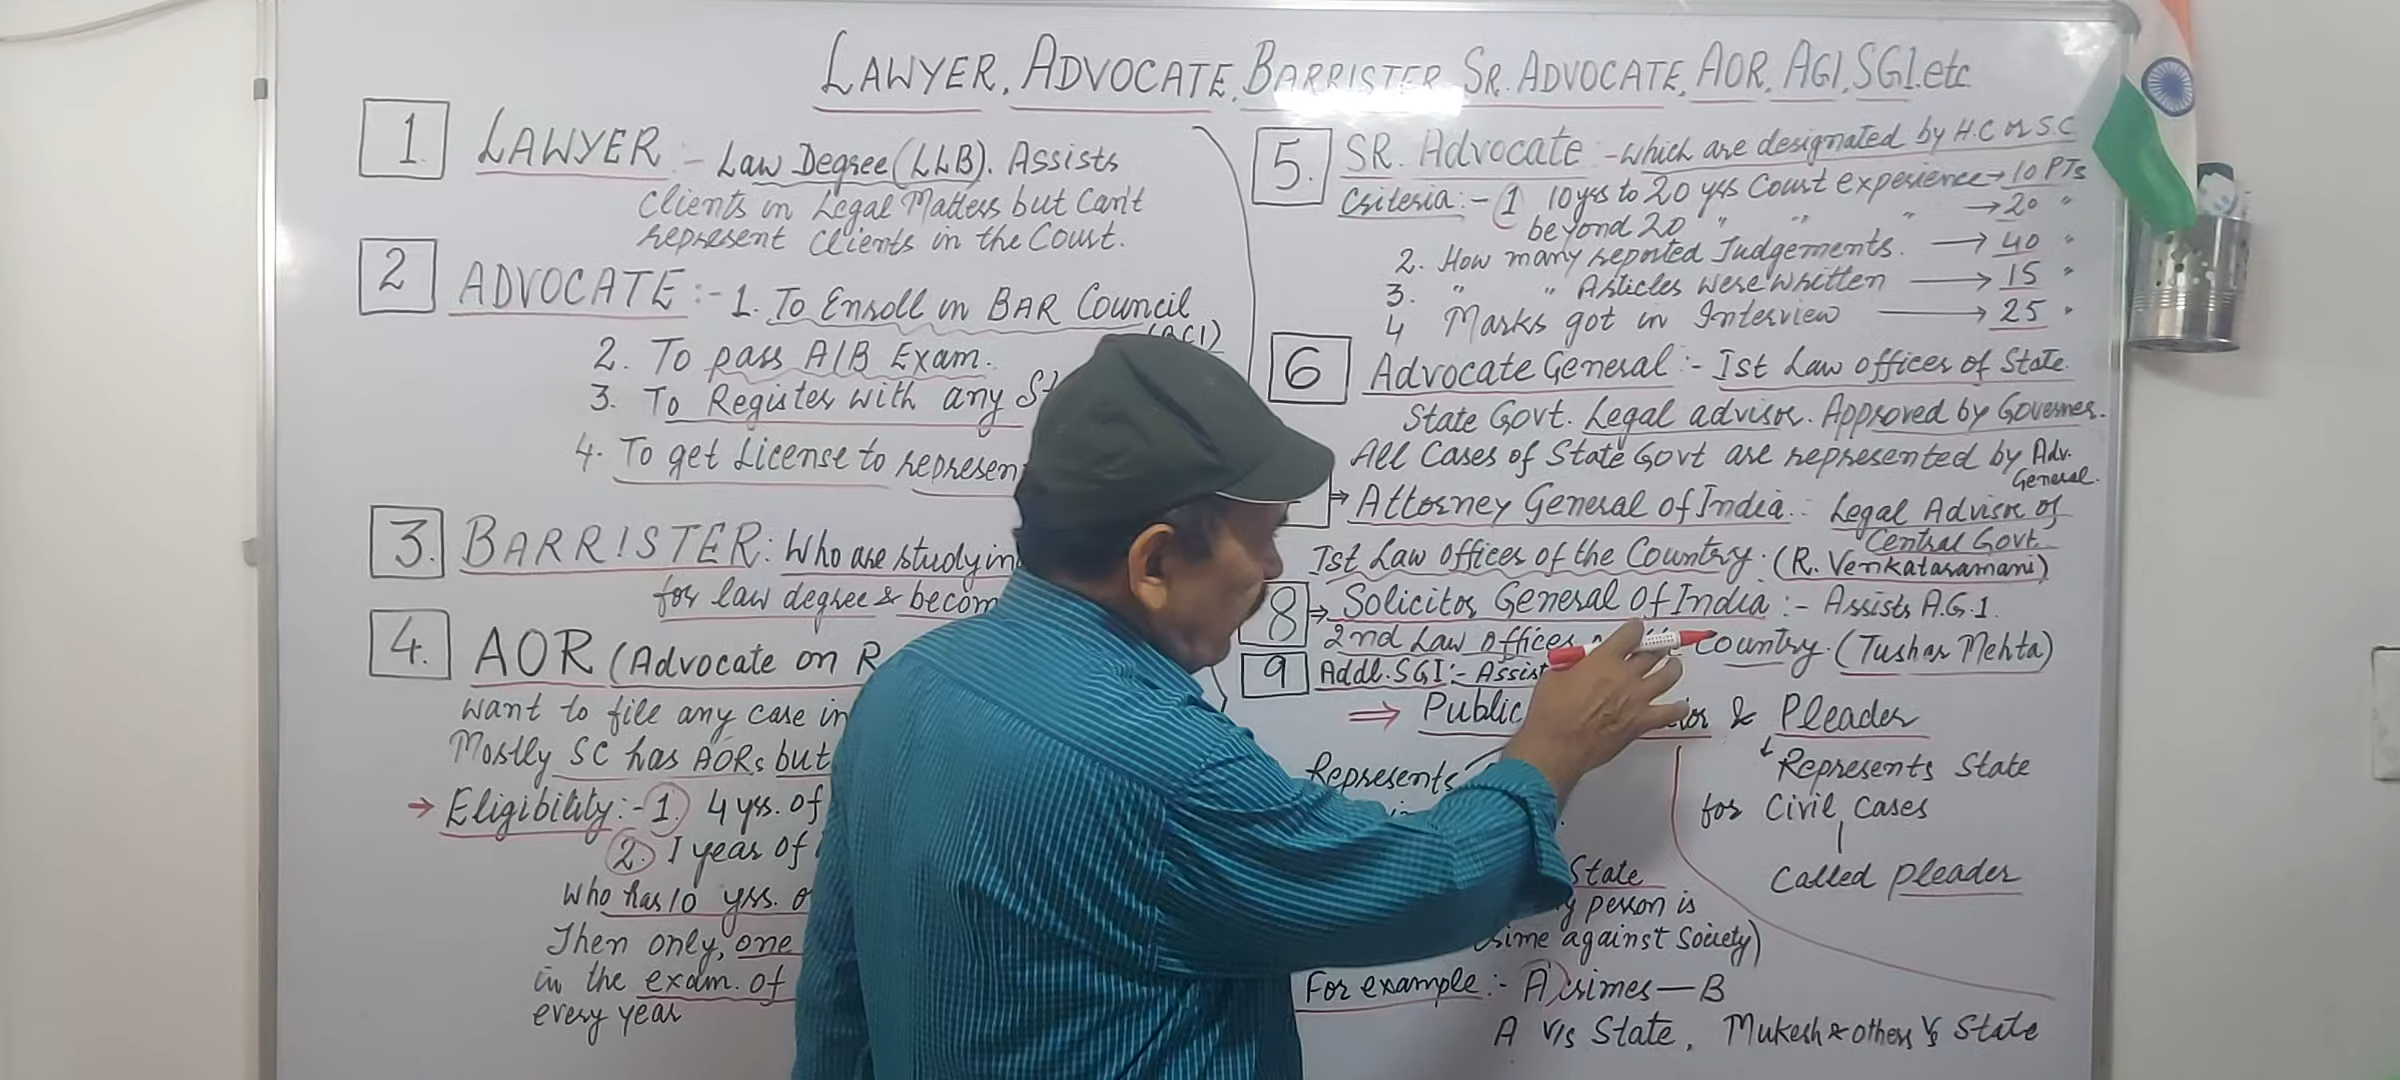 LAWYER, ADVOCATE, BARRISTER, SR. ADVOCATE, AOR, AGI, SGI. etc
1. LAWYER :- Law Degree (LLB). Assists
Clients in Legal Matters but Can't
represent Clients in the Court.
2 ADVOCATE :- 1. To Enroll in BAR Council
2. To pass AIB Exam.
3. To Register with any
4. To get License to
3. BARRISTER: Who are
for law degree &
4. AOR (Advocate on
want to file any case in
Mostly SC has AORs but
→ Eligibility :- 1. 4 yrs. of
2. 1 year of
Who has 10 yrs.
Then only, one
in the exam. of
every year
5. SR. Advocate :- which are designated by H.C or S.C
Criteria :- 1 10 yrs to 20 yrs Court experience → 10 PTs
beyond 20 " " " → 20 "
2. How many reported Judgements. → 40 "
3. " " Articles were written → 15 "
4 Marks got in Interview → 25 "
6 Advocate General :- Ist Law officer of State.
State Govt. Legal advisor. Approved by Governer.
All Cases of State Govt are represented by Adv. General.
→ Attorney General of India :- Legal Advisor of Central Govt.
Ist Law Officer of the Country. (R. Venkataramani)
8 → Solicitor General Of India :- Assists A.G.I.
2nd Law Officer Country. (Tushar Mehta)
9 Addl. SGI :-
⇒ Public & Pleader
Represents
↓ Represents State
for Civil Cases
Called pleader
State
person is
against Society)
For example :- A crimes — B
A v/s State, Mukesh & others Vs State